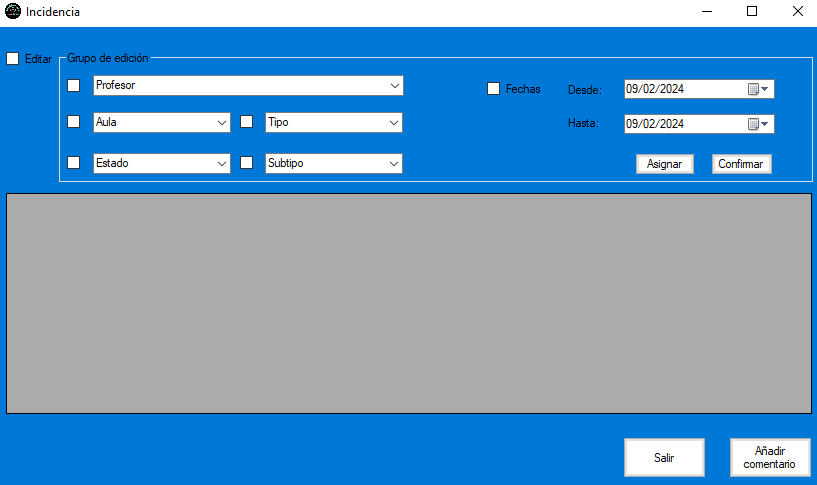 Incidencia
Editar
Grupo de edición
Profesor
Fechas
Desde:
09/02/2024
Aula
Tipo
Hasta:
09/02/2024
Estado
Subtipo
Asignar
Confirmar
Salir
Añadir
comentario